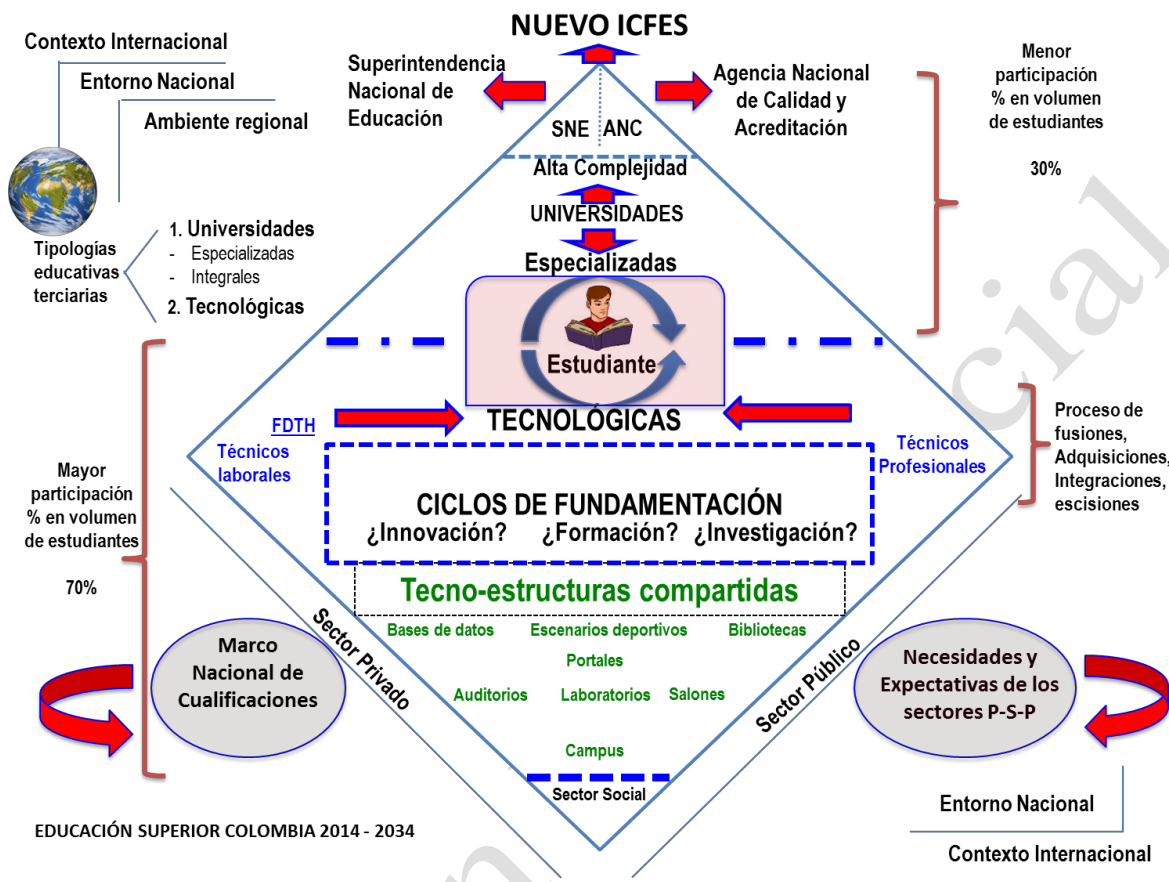 NUEVO ICFES
Contexto Internacional
Entorno Nacional
Ambiente regional
Superintendencia
Nacional de
Educación
Agencia Nacional
de Calidad y
Acreditación
Menor
participación
% en volumen
de estudiantes
30%
SNE
ANC
Alta Complejidad
UNIVERSIDADES
Especializadas
Tipologías
educativas
terciarias
1. Universidades
- Especializadas
- Integrales
2. Tecnológicas
Estudiante
TECNOLÓGICAS
FDTH
Técnicos
laborales
Técnicos
Profesionales
Proceso de
fusiones,
Adquisiciones,
Integraciones,
escisiones
Mayor
participación
% en volumen
de estudiantes
70%
CICLOS DE FUNDAMENTACIÓN
¿Innovación? ¿Formación? ¿Investigación?
Tecno-estructuras compartidas
Bases de datos Escenarios deportivos Bibliotecas
Portales
Auditorios Laboratorios Salones
Campus
Sector Social
Sector Privado
Sector Público
Marco
Nacional de
Cualificaciones
Necesidades y
Expectativas de los
sectores P-S-P
Entorno Nacional
Contexto Internacional
EDUCACIÓN SUPERIOR COLOMBIA 2014 - 2034